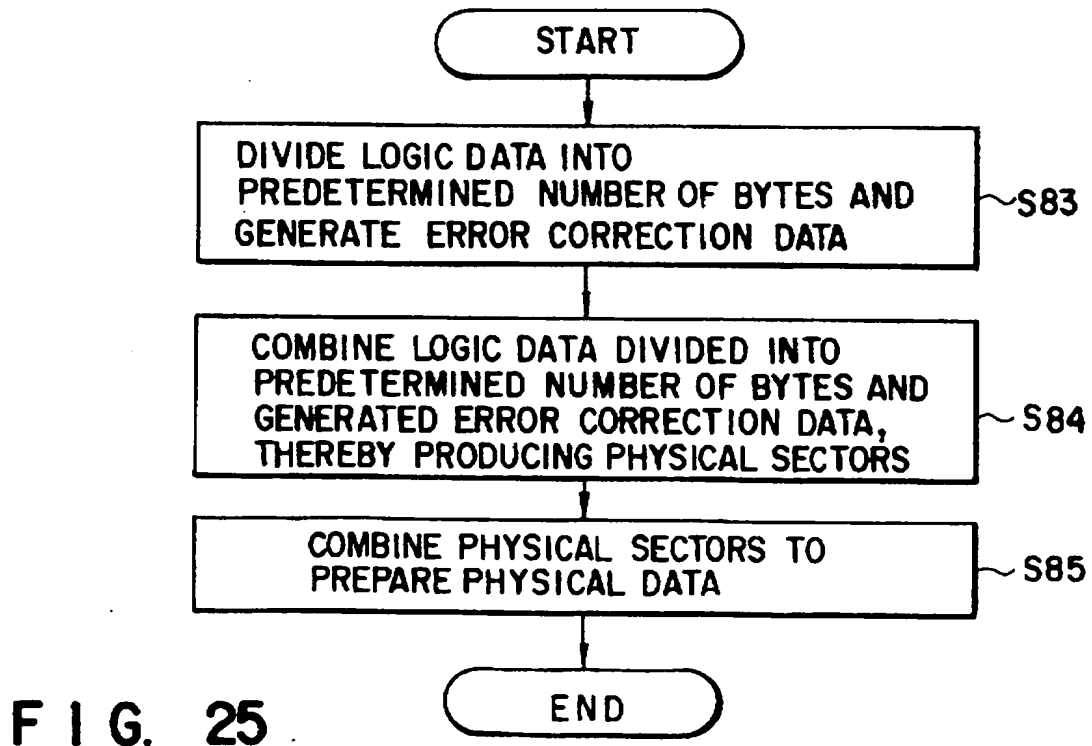 START
DIVIDE LOGIC DATA INTO
PREDETERMINED NUMBER OF BYTES AND
GENERATE ERROR CORRECTION DATA
S83
COMBINE LOGIC DATA DIVIDED INTO
PREDETERMINED NUMBER OF BYTES AND
GENERATED ERROR CORRECTION DATA,
THEREBY PRODUCING PHYSICAL SECTORS
S84
COMBINE PHYSICAL SECTORS TO
PREPARE PHYSICAL DATA
S85
END
FIG. 25